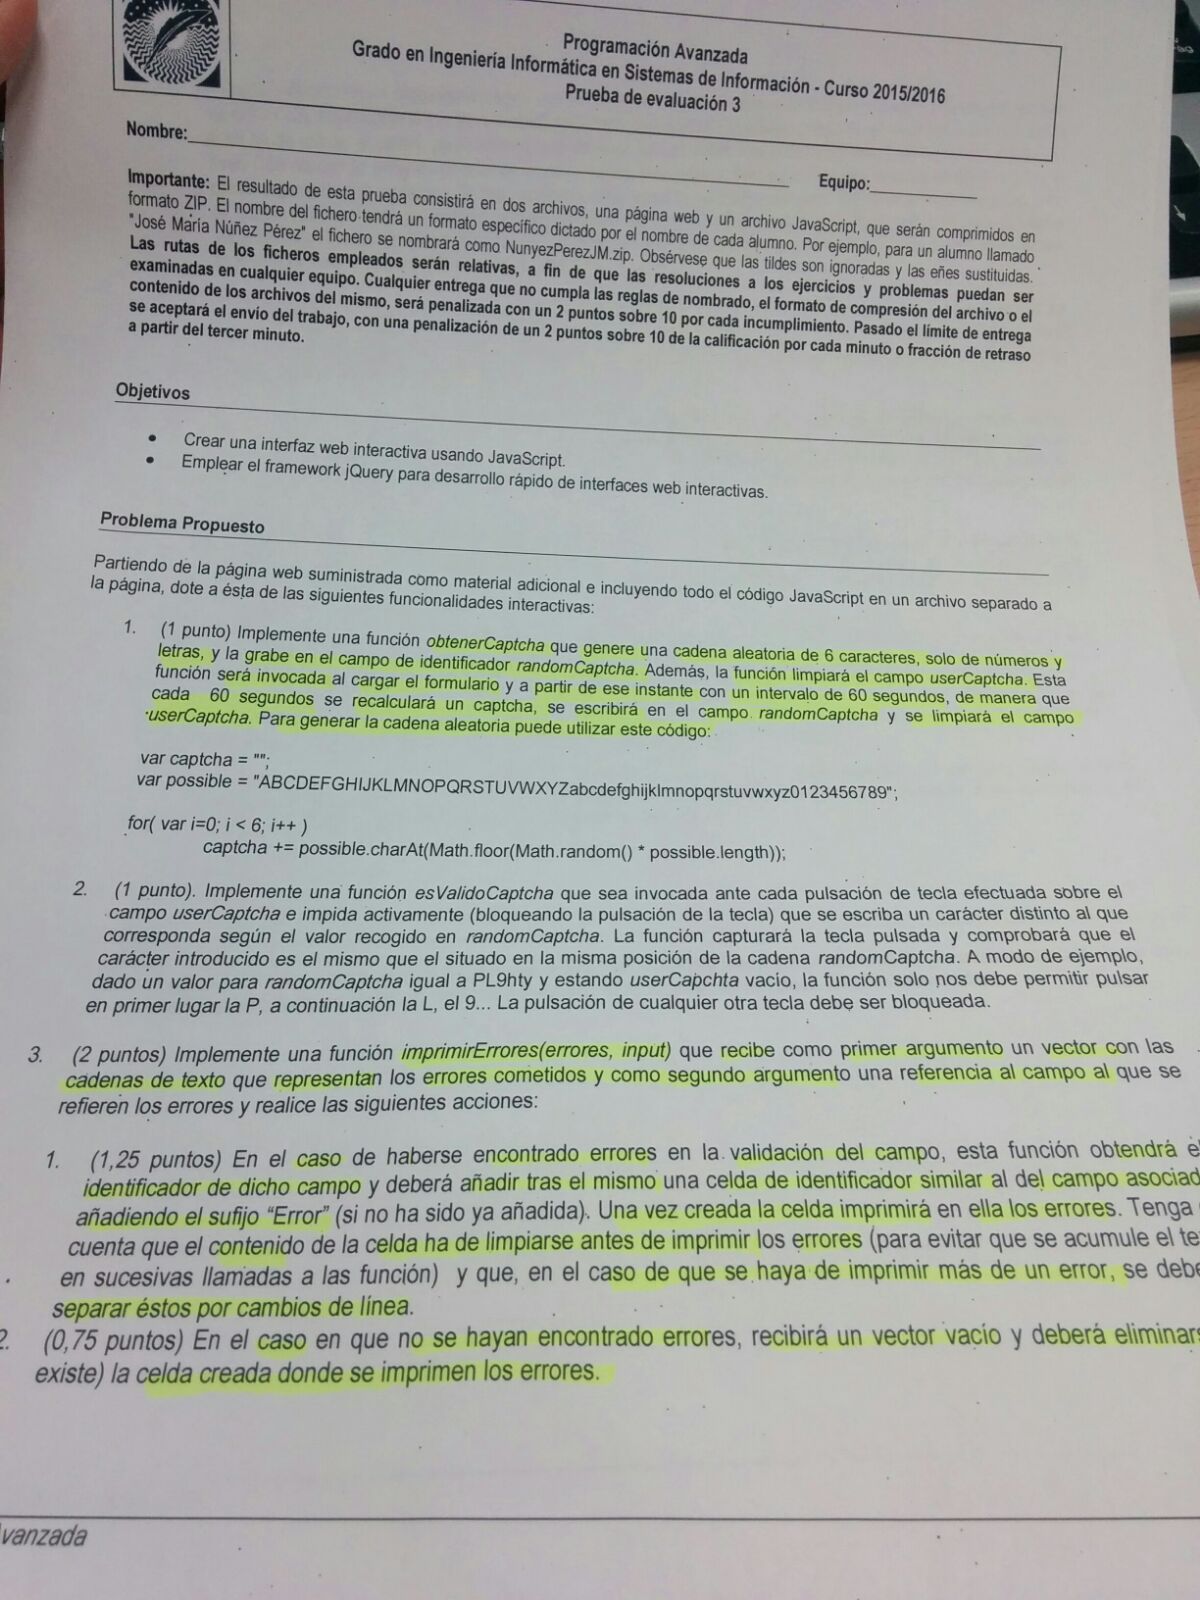 Programación Avanzada
Grado en Ingeniería Informática en Sistemas de Información - Curso 2015/2016
Prueba de evaluación 3
Nombre:
Equipo:
Importante: El resultado de esta prueba consistirá en dos archivos, una página web y un archivo JavaScript, que serán comprimidos en
formato ZIP. El nombre del fichero tendrá un formato específico dictado por el nombre de cada alumno. Por ejemplo, para un alumno llamado
"José María Núñez Pérez" el fichero se nombrará como NunyezPerezJM.zip. Obsérvese que las tildes son ignoradas y las eñes sustituidas.
Las rutas de los ficheros empleados serán relativas, a fin de que las resoluciones a los ejercicios y problemas puedan ser
examinadas en cualquier equipo. Cualquier entrega que no cumpla las reglas de nombrado, el formato de compresión del archivo o el
contenido de los archivos del mismo, será penalizada con un 2 puntos sobre 10 por cada incumplimiento. Pasado el límite de entrega
se aceptará el envío del trabajo, con una penalización de un 2 puntos sobre 10 de la calificación por cada minuto o fracción de retraso
a partir del tercer minuto.
Objetivos
• Crear una interfaz web interactiva usando JavaScript.
• Emplear el framework jQuery para desarrollo rápido de interfaces web interactivas.
Problema Propuesto
Partiendo de la página web suministrada como material adicional e incluyendo todo el código JavaScript en un archivo separado a
la página, dote a ésta de las siguientes funcionalidades interactivas:
1. (1 punto) Implemente una función obtenerCaptcha que genere una cadena aleatoria de 6 caracteres, solo de números y
letras, y la grabe en el campo de identificador randomCaptcha. Además, la función limpiará el campo userCaptcha. Esta
función será invocada al cargar el formulario y a partir de ese instante con un intervalo de 60 segundos, de manera que
cada 60 segundos se recalculará un captcha, se escribirá en el campo randomCaptcha y se limpiará el campo
userCaptcha. Para generar la cadena aleatoria puede utilizar este código:
var captcha = "";
var possible = "ABCDEFGHIJKLMNOPQRSTUVWXYZabcdefghijklmnopqrstuvwxyz0123456789";
for( var i=0; i < 6; i++ )
captcha += possible.charAt(Math.floor(Math.random() * possible.length));
2. (1 punto). Implemente una función esValidoCaptcha que sea invocada ante cada pulsación de tecla efectuada sobre el
campo userCaptcha e impida activamente (bloqueando la pulsación de la tecla) que se escriba un carácter distinto al que
corresponda según el valor recogido en randomCaptcha. La función capturará la tecla pulsada y comprobará que el
carácter introducido es el mismo que el situado en la misma posición de la cadena randomCaptcha. A modo de ejemplo,
dado un valor para randomCaptcha igual a PL9hty y estando userCapchta vacío, la función solo nos debe permitir pulsar
en primer lugar la P, a continuación la L, el 9... La pulsación de cualquier otra tecla debe ser bloqueada.
3. (2 puntos) Implemente una función imprimirErrores(errores, input) que recibe como primer argumento un vector con las
cadenas de texto que representan los errores cometidos y como segundo argumento una referencia al campo al que se
refieren los errores y realice las siguientes acciones:
1. (1,25 puntos) En el caso de haberse encontrado errores en la validación del campo, esta función obtendrá e
identificador de dicho campo y deberá añadir tras el mismo una celda de identificador similar al del campo asociad
añadiendo el sufijo "Error" (si no ha sido ya añadida). Una vez creada la celda imprimirá en ella los errores. Tenga
cuenta que el contenido de la celda ha de limpiarse antes de imprimir los errores (para evitar que se acumule el te
en sucesivas llamadas a las función) y que, en el caso de que se haya de imprimir más de un error, se debe
separar éstos por cambios de línea.
2. (0,75 puntos) En el caso en que no se hayan encontrado errores, recibirá un vector vacío y deberá eliminars
existe) la celda creada donde se imprimen los errores.
vanzada